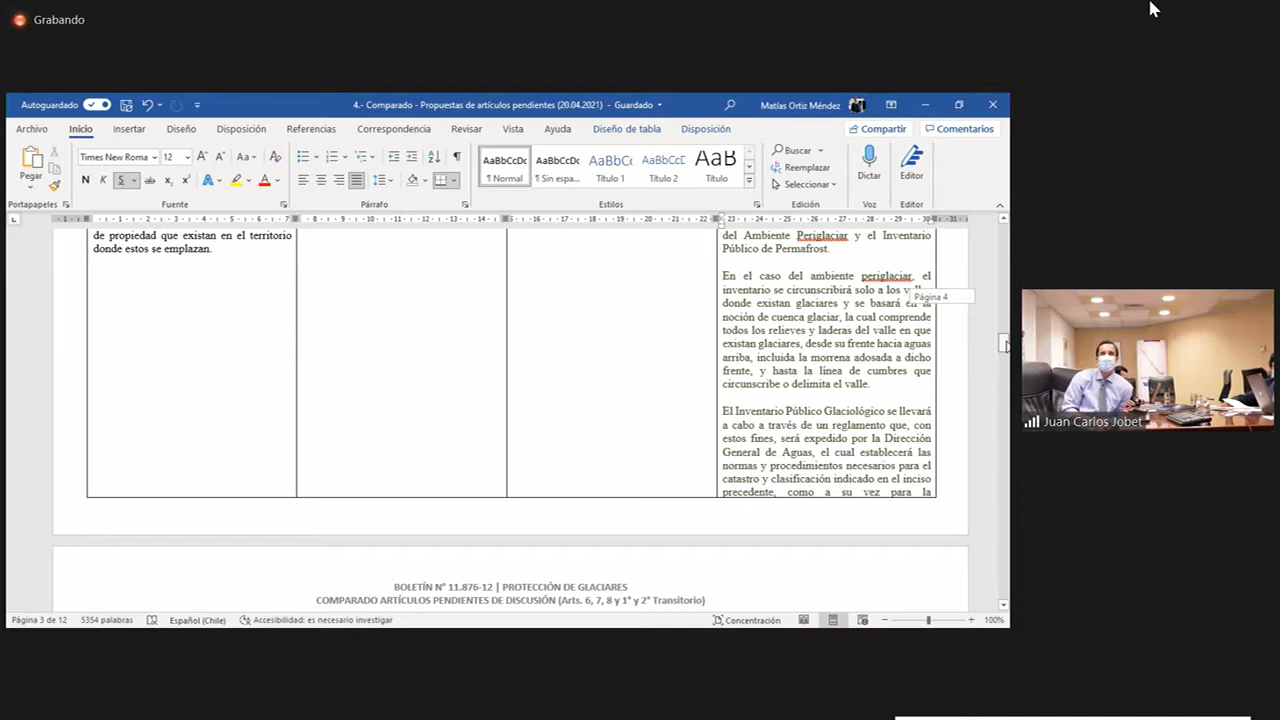 Grabando
Autoguardado
4.- Comparado - Propuestas de artículos pendientes (20.04.2021) - Guardado
Matías Ortiz Méndez
Archivo Inicio Insertar Diseño Disposición Referencias Correspondencia Revisar Vista Ayuda Diseño de tabla Disposición Compartir Comentarios
Pegar
Times New Roma 12
N K S ab x x A A
Aa
AaBbCcDc AaBbCcDc AaBbCc AaBbCcE AaB
¶ Normal ¶ Sin espa... Título 1 Título 2 Título
Buscar
Reemplazar
Seleccionar
Dictar
Editor
Portapapeles Fuente Párrafo Estilos Edición Voz Editor
de propiedad que existan en el territorio
donde estos se emplazan.
del Ambiente Periglaciar y el Inventario
Público de Permafrost.
En el caso del ambiente periglaciar, el
inventario se circunscribirá solo a los
Página 4
donde existan glaciares y se basará en la
noción de cuenca glaciar, la cual comprende
todos los relieves y laderas del valle en que
existan glaciares, desde su frente hacia aguas
arriba, incluida la morrena adosada a dicho
frente, y hasta la línea de cumbres que
circunscribe o delimita el valle.
El Inventario Público Glaciológico se llevará
a cabo a través de un reglamento que, con
estos fines, será expedido por la Dirección
General de Aguas, el cual establecerá las
normas y procedimientos necesarios para el
catastro y clasificación indicado en el inciso
precedente, como a su vez para la
BOLETÍN N° 11.876-12 | PROTECCIÓN DE GLACIARES
COMPARADO ARTÍCULOS PENDIENTES DE DISCUSIÓN (Arts. 6, 7, 8 y 1° y 2° Transitorio)
Página 3 de 12 5354 palabras Español (Chile) Accesibilidad: es necesario investigar Concentración 100%
Juan Carlos Jobet